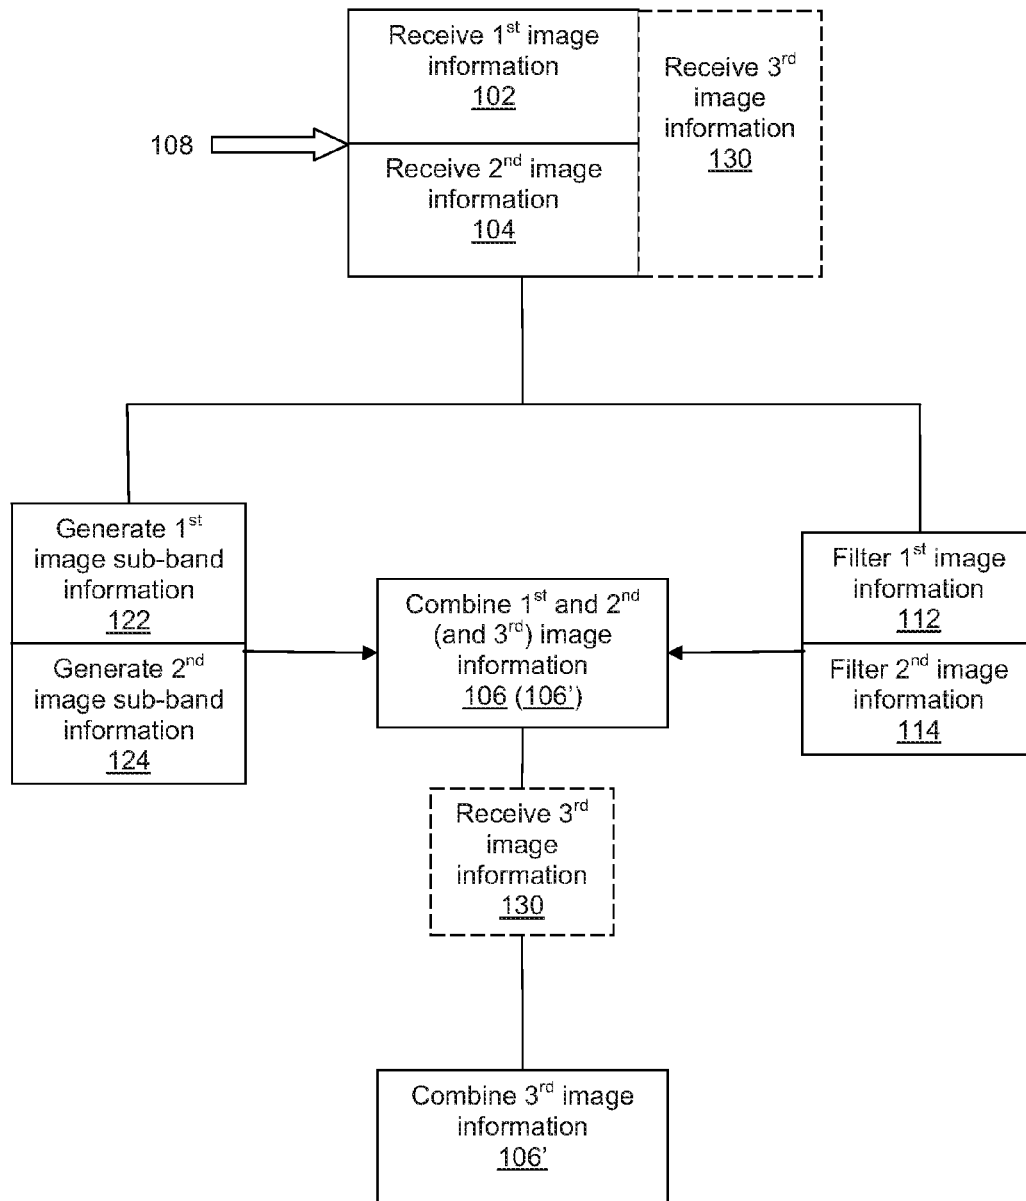 Receive 1st image
information
102
Receive 3rd
image
information
130
108
Receive 2nd image
information
104
Generate 1st
image sub-band
information
122
Generate 2nd
image sub-band
information
124
Combine 1st and 2nd
(and 3rd) image
information
106 (106’)
Filter 1st image
information
112
Filter 2nd image
information
114
Receive 3rd
image
information
130
Combine 3rd image
information
106’